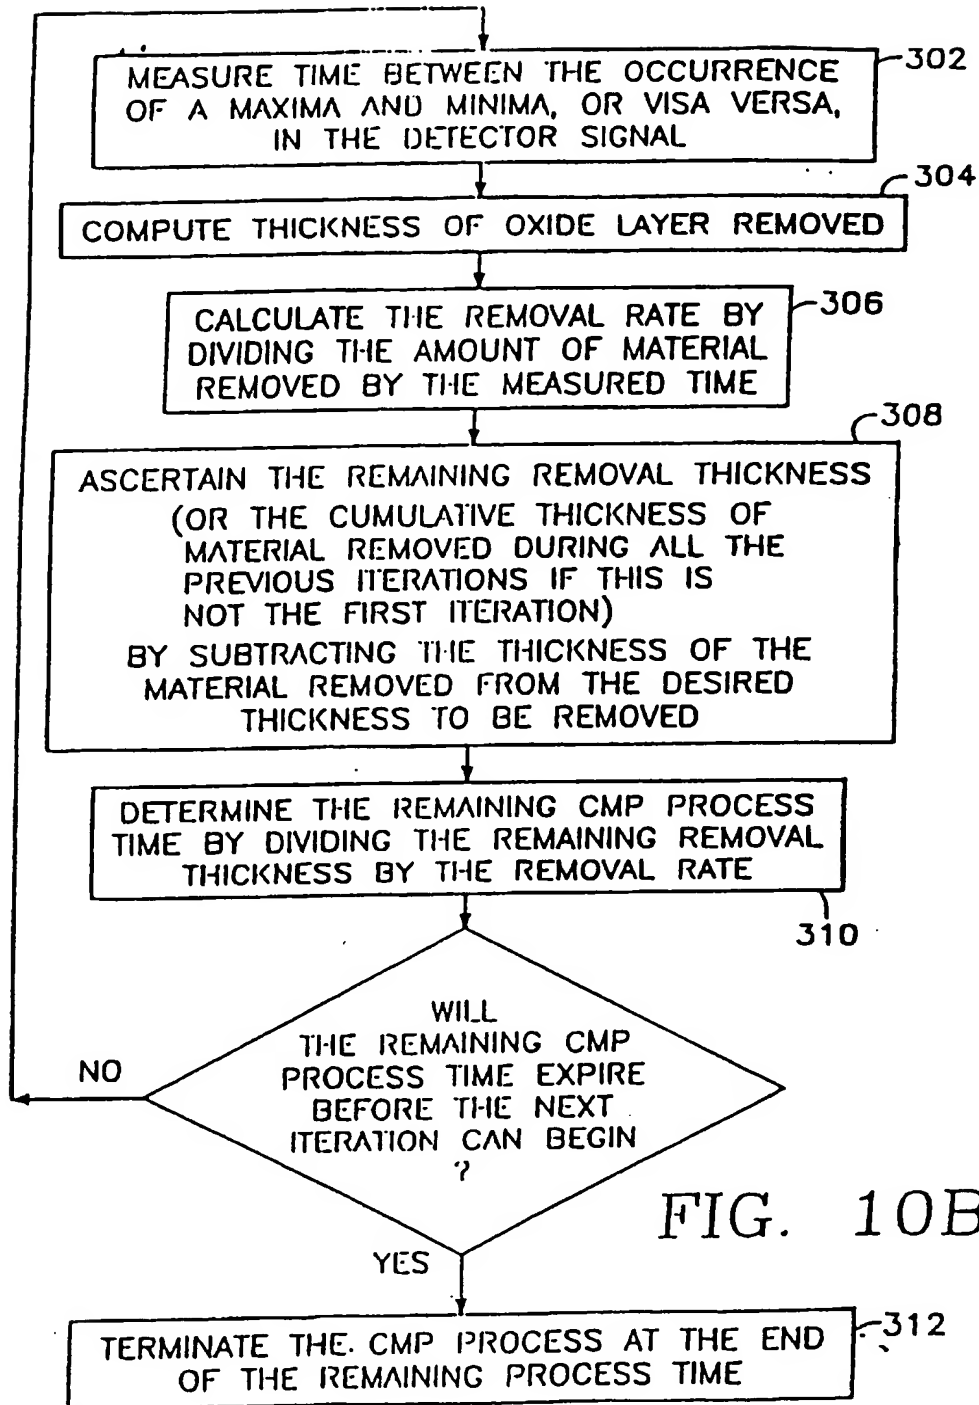 302
MEASURE TIME BETWEEN THE OCCURRENCE
OF A MAXIMA AND MINIMA, OR VISA VERSA,
IN THE DETECTOR SIGNAL
304
COMPUTE THICKNESS OF OXIDE LAYER REMOVED
306
CALCULATE THE REMOVAL RATE BY
DIVIDING THE AMOUNT OF MATERIAL
REMOVED BY THE MEASURED TIME
308
ASCERTAIN THE REMAINING REMOVAL THICKNESS
(OR THE CUMULATIVE THICKNESS OF
MATERIAL REMOVED DURING ALL THE
PREVIOUS ITERATIONS IF THIS IS
NOT THE FIRST ITERATION)
BY SUBTRACTING THE THICKNESS OF THE
MATERIAL REMOVED FROM THE DESIRED
THICKNESS TO BE REMOVED
DETERMINE THE REMAINING CMP PROCESS
TIME BY DIVIDING THE REMAINING REMOVAL
THICKNESS BY THE REMOVAL RATE
310
WILL
THE REMAINING CMP
PROCESS TIME EXPIRE
BEFORE THE NEXT
ITERATION CAN BEGIN
?
NO
FIG. 10B
YES
312
TERMINATE THE CMP PROCESS AT THE END
OF THE REMAINING PROCESS TIME